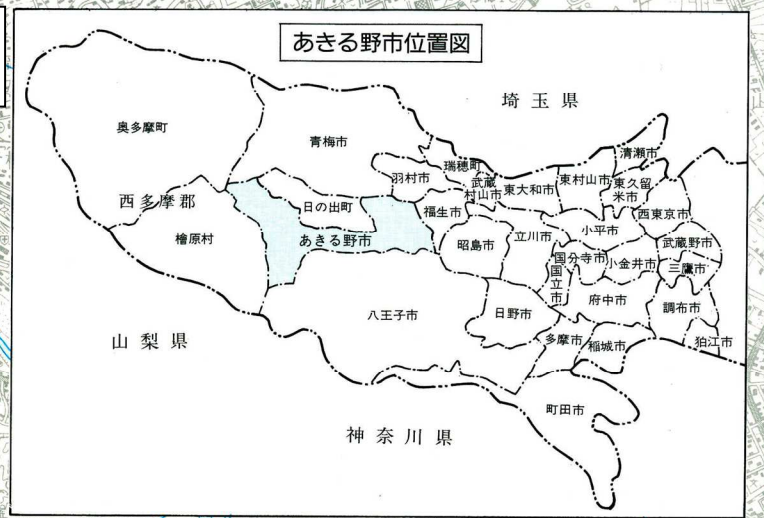 あきる野市位置図
埼玉県
奥多摩町
青梅市
瑞穂町
清瀬市
羽村市
武蔵
村山市
東大和市
東村山市
東久留
米市
西多摩郡
日の出町
福生市
西東京市
檜原村
あきる野市
昭島市
立川市
小平市
武蔵野市
国分寺市
小金井市
三鷹市
国立市
八王子市
日野市
府中市
調布市
山梨県
多摩市
稲城市
狛江市
町田市
神奈川県